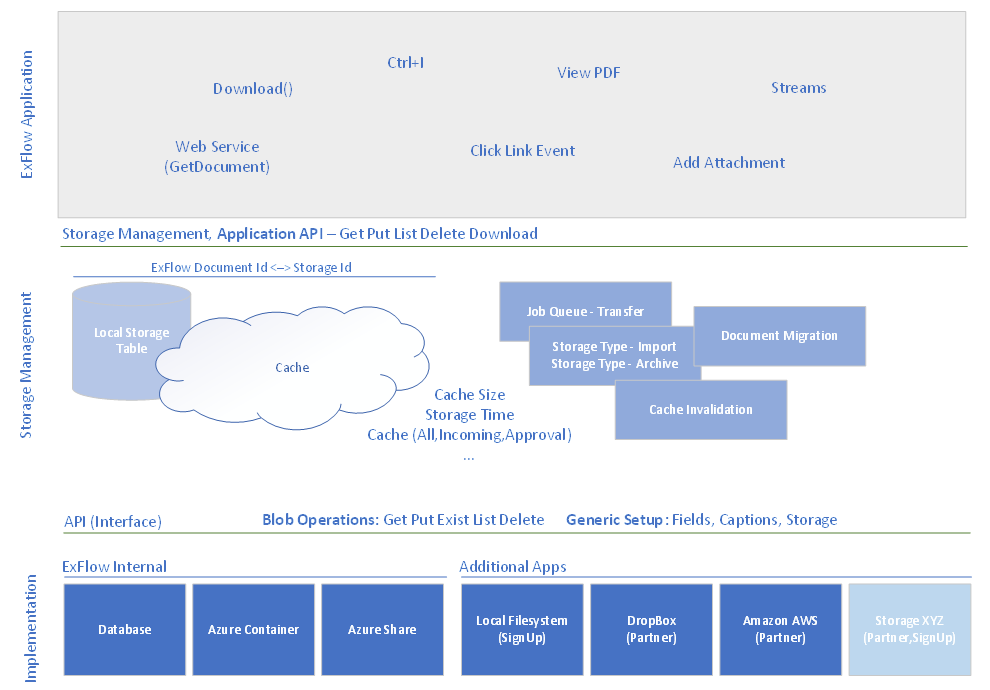 ExFlow Application
Ctrl+I
View PDF
Download()
Streams
Web Service
(GetDocument)
Click Link Event
Add Attachment
Storage Management, Application API – Get Put List Delete Download
Storage Management
ExFlow Document Id <--> Storage Id
Local Storage
Table
Cache
Cache Size
Storage Time
Cache (All,Incoming,Approval)
...
Job Queue - Transfer
Storage Type - Import
Storage Type - Archive
Document Migration
Cache Invalidation
API (Interface)
Blob Operations: Get Put Exist List Delete
Generic Setup: Fields, Captions, Storage
Implementation
ExFlow Internal
Additional Apps
Database
Azure Container
Azure Share
Local Filesystem
(SignUp)
DropBox
(Partner)
Amazon AWS
(Partner)
Storage XYZ
(Partner,SignUp)